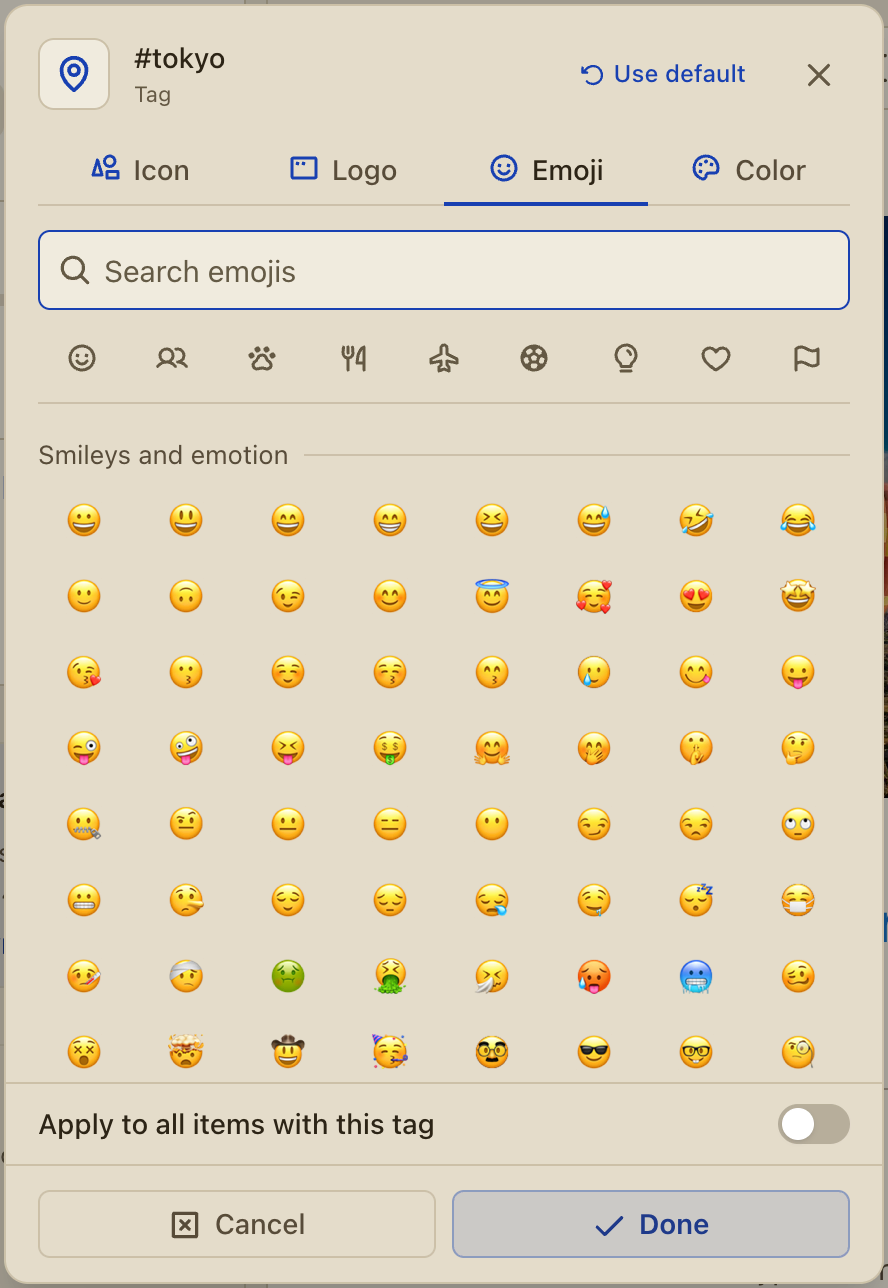 #tokyo
Tag
Use default
Icon
Logo
Emoji
Color
Search emojis
Smileys and emotion
Apply to all items with this tag
Cancel
Done